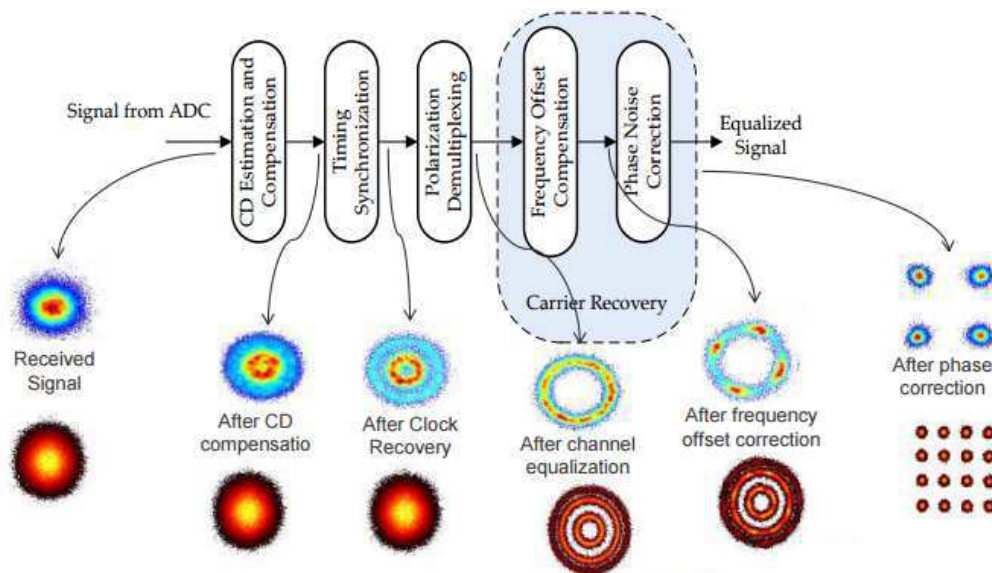 Signal from ADC
CD Estimation and
Compensation
Timing
Synchronization
Polarization
Demultiplexing
Frequency Offset
Compensation
Phase Noise
Correction
Equalized
Signal
Carrier Recovery
Received
Signal
After CD
compensatio
After Clock
Recovery
After channel
equalization
After frequency
offset correction
After phase
correction